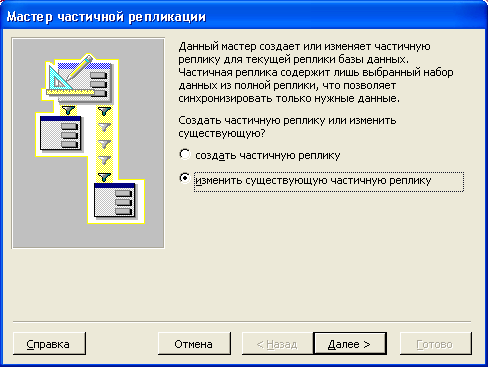 Мастер частичной репликации
Данный мастер создает или изменяет частичную
реплику для текущей реплики базы данных.
Частичная реплика содержит лишь выбранный набор
данных из полной реплики, что позволяет
синхронизировать только нужные данные.
Создать частичную реплику или изменить
существующую?
создать частичную реплику
изменить существующую частичную реплику
Справка
Отмена
< Назад
Далее >
Готово